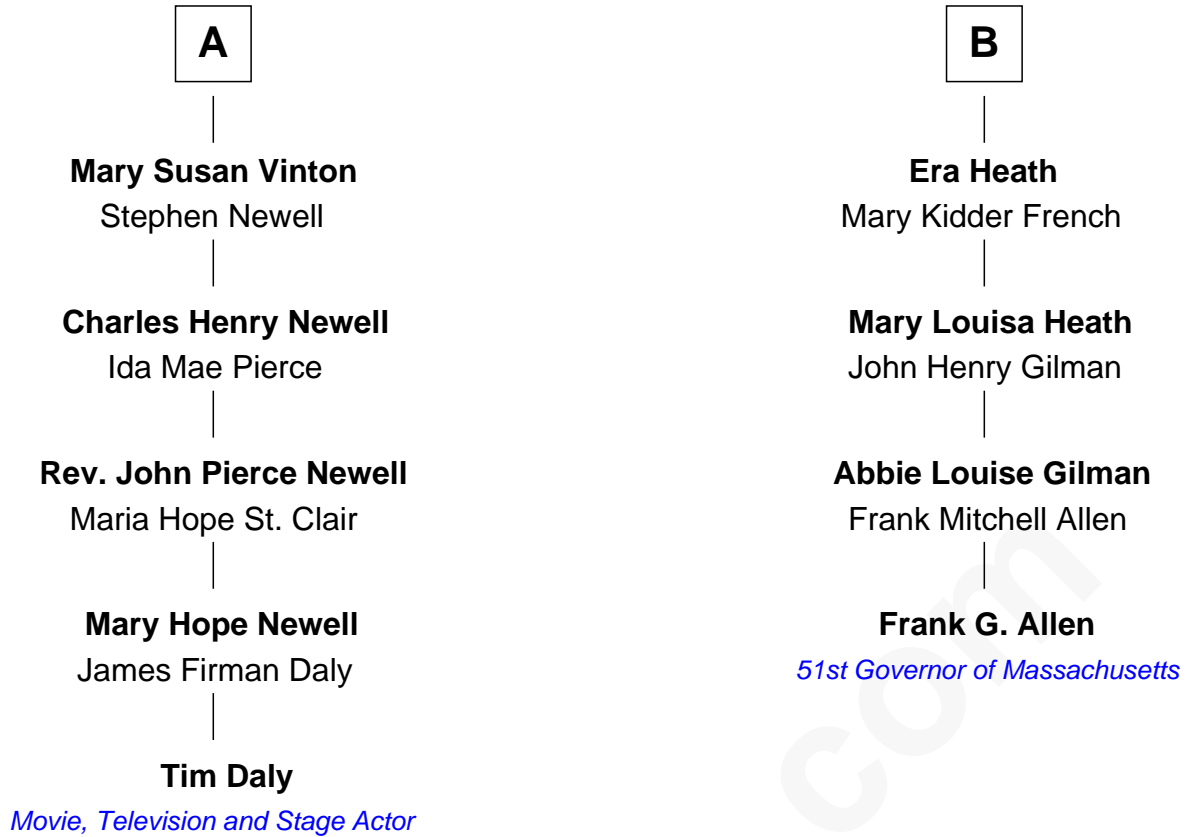 A
Mary Susan Vinton
Stephen Newell
Charles Henry Newell
Ida Mae Pierce
Rev. John Pierce Newell
Maria Hope St. Clair
Mary Hope Newell
James Firman Daly
Tim Daly
Movie, Television and Stage Actor
B
Era Heath
Mary Kidder French
Mary Louisa Heath
John Henry Gilman
Abbie Louise Gilman
Frank Mitchell Allen
Frank G. Allen
51st Governor of Massachusetts
com